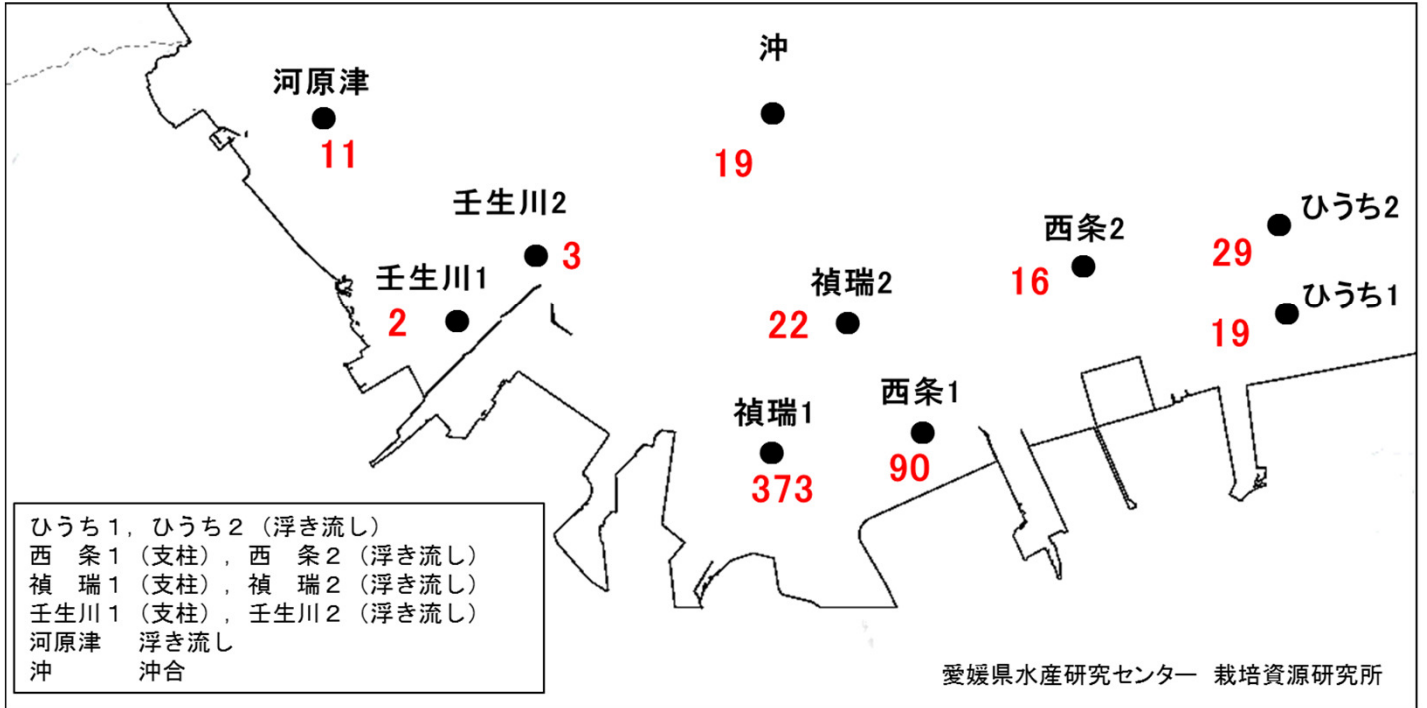 沖
河原津
11
19
壬生川2
3
ひうち2
29
西条2
16
壬生川1
2
禎瑞2
22
ひうち1
19
西条1
90
禎瑞1
373
ひうち１，ひうち２（浮き流し）
西　条１（支柱），西　条２（浮き流し）
禎　瑞１（支柱），禎　瑞２（浮き流し）
壬生川１（支柱），壬生川２（浮き流し）
河原津　　浮き流し
沖　　　　沖合
愛媛県水産研究センター　栽培資源研究所